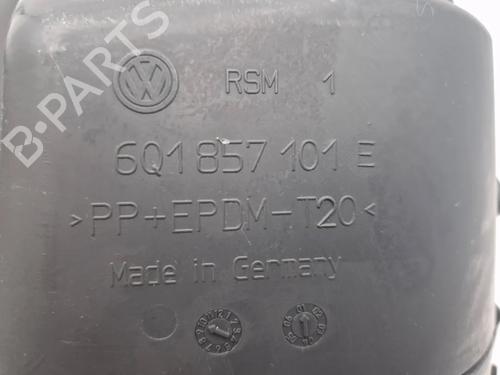 B-PARTS
RSM 1
6Q1 857 101 E
>PP+EPDM-T20<
Made in Germany